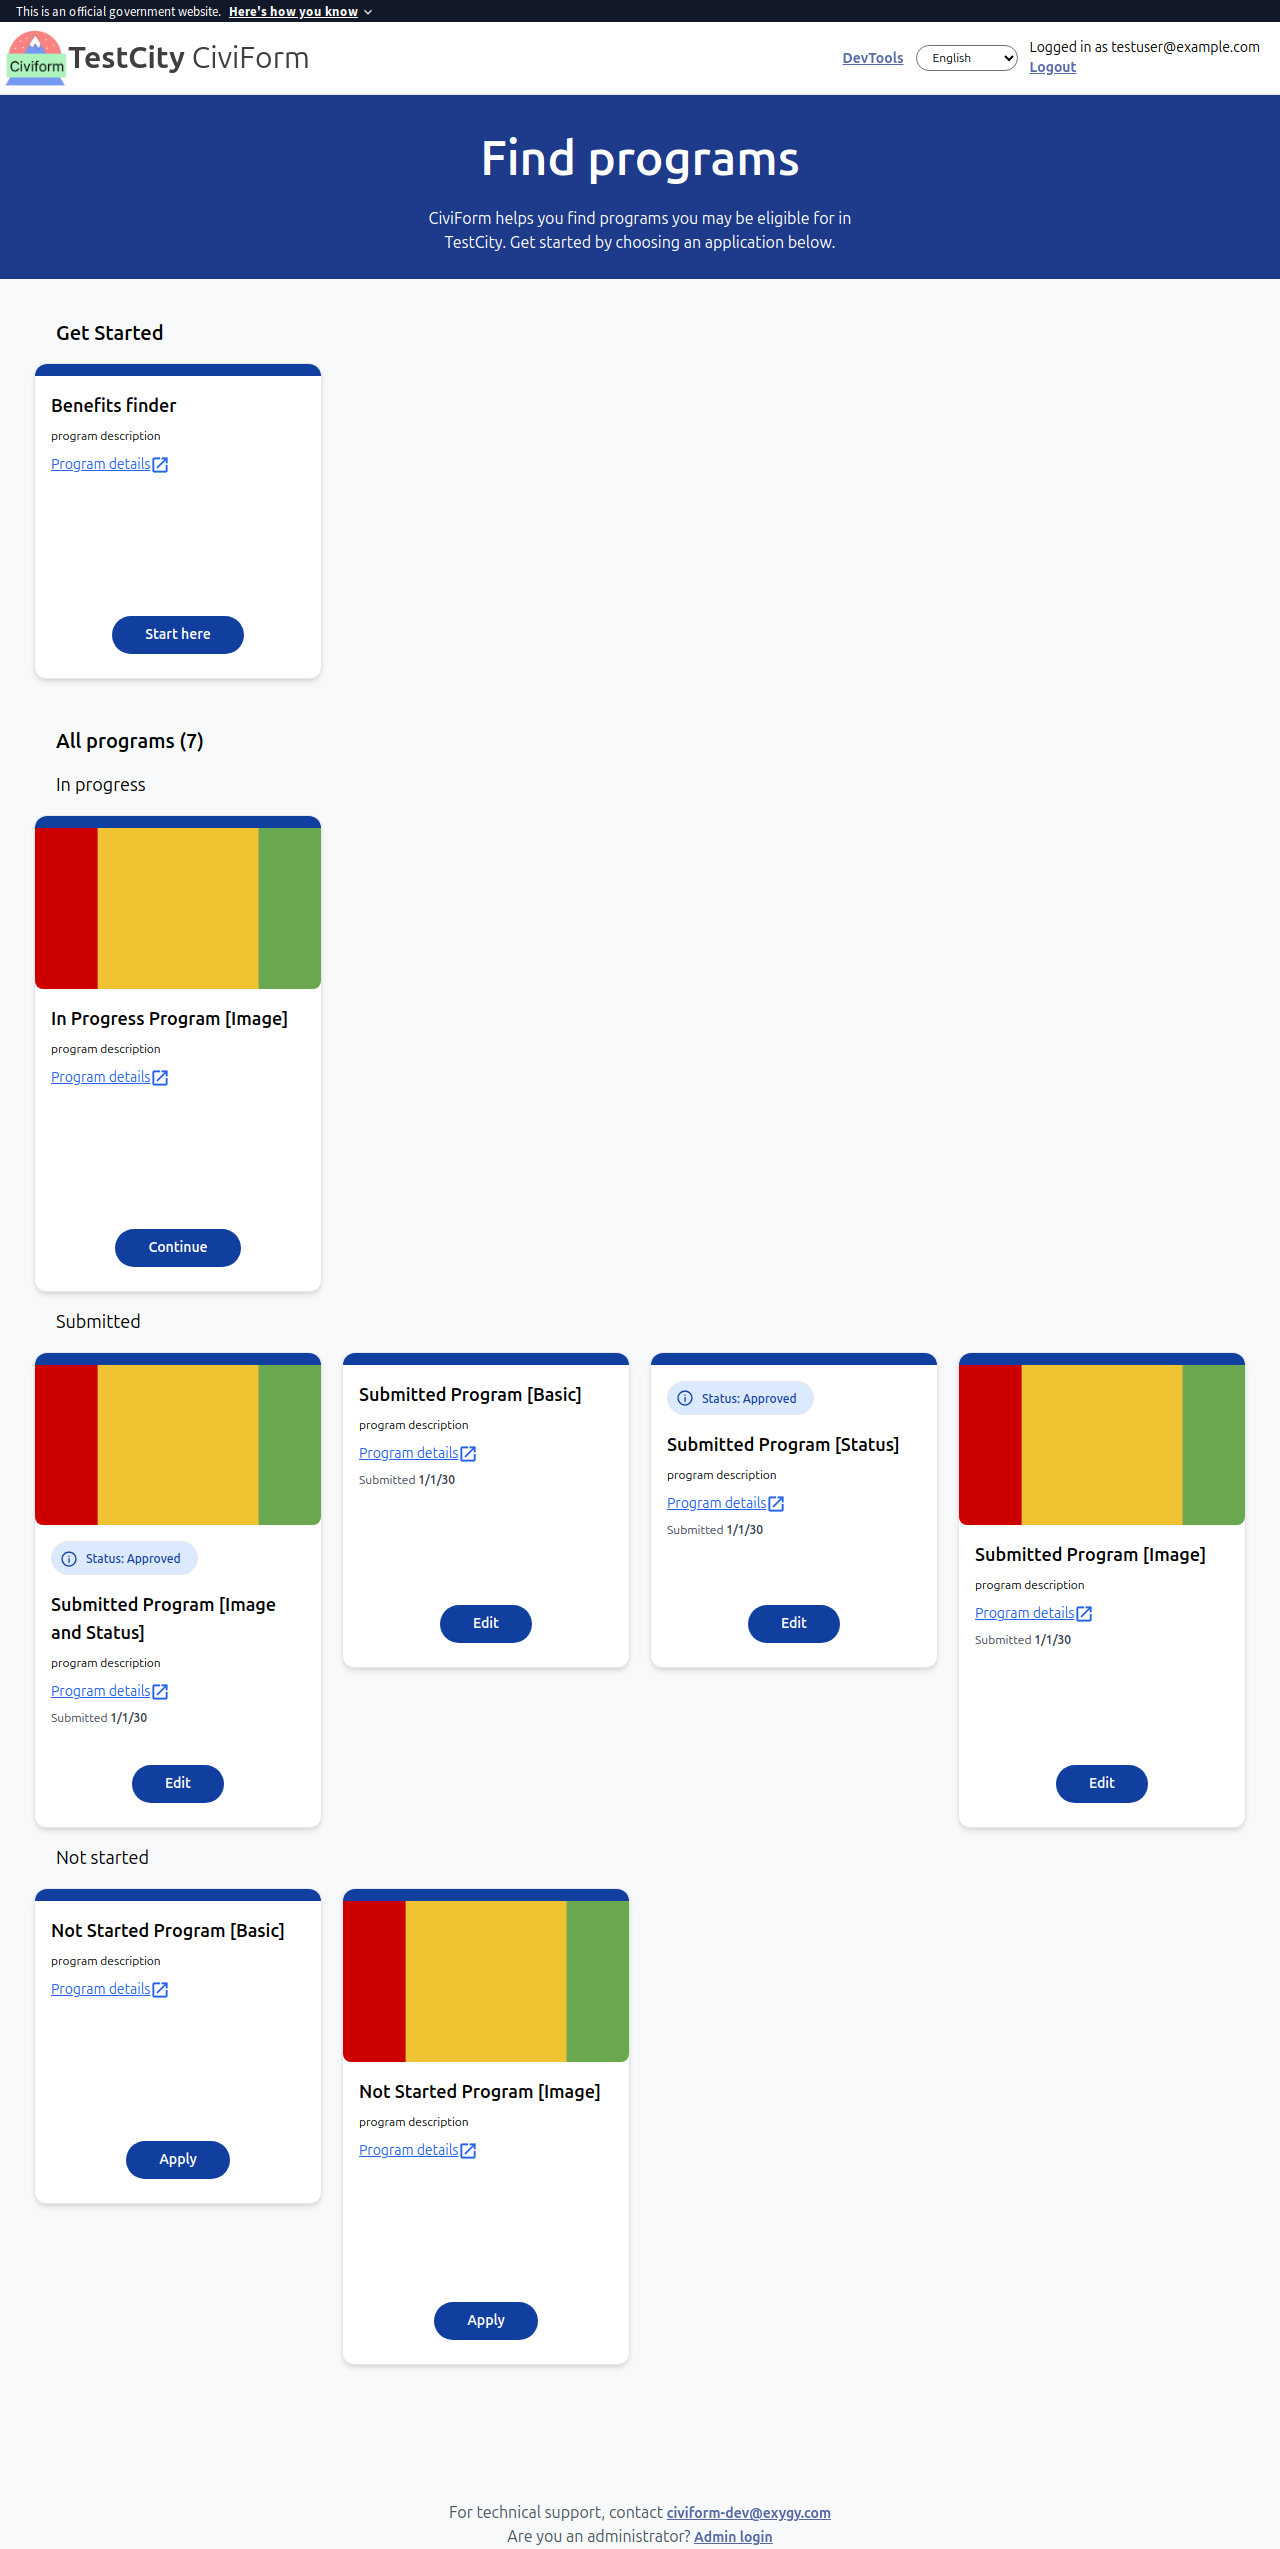 This is an official government website. Here's how you know
Civiform
TestCity CiviForm
DevTools
English
Logged in as testuser@example.com
Logout
Find programs
CiviForm helps you find programs you may be eligible for in
TestCity. Get started by choosing an application below.
Get Started
Benefits finder
program description
Program details
Start here
All programs (7)
In progress
In Progress Program [Image]
program description
Program details
Continue
Submitted
Status: Approved
Submitted Program [Image
and Status]
program description
Program details
Submitted 1/1/30
Edit
Submitted Program [Basic]
program description
Program details
Submitted 1/1/30
Edit
Status: Approved
Submitted Program [Status]
program description
Program details
Submitted 1/1/30
Edit
Submitted Program [Image]
program description
Program details
Submitted 1/1/30
Edit
Not started
Not Started Program [Basic]
program description
Program details
Apply
Not Started Program [Image]
program description
Program details
Apply
For technical support, contact civiform-dev@exygy.com
Are you an administrator? Admin login